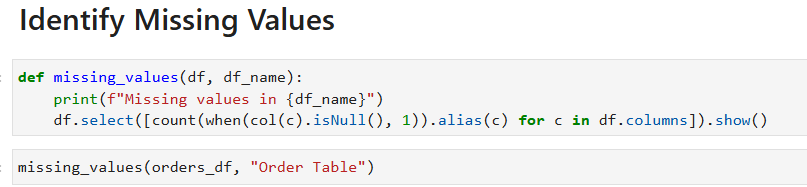 Identify Missing Values
def missing_values(df, df_name):
    print(f"Missing values in {df_name}")
    df.select([count(when(col(c).isNull(), 1)).alias(c) for c in df.columns]).show()
missing_values(orders_df, "Order Table")